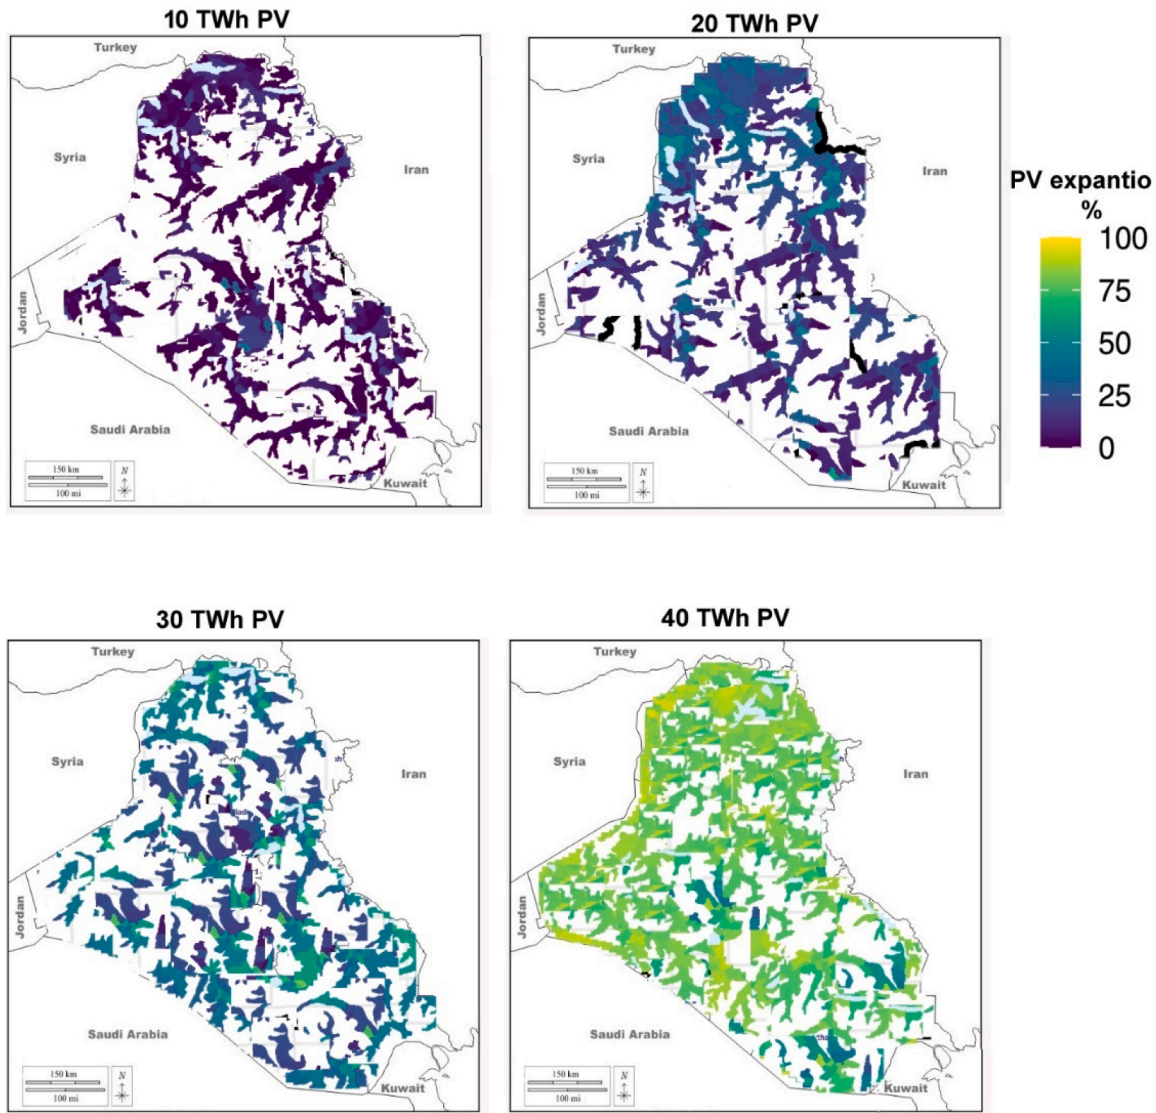 10 TWh PV
20 TWh PV
Turkey
Syria
Iran
Jordan
Saudi Arabia
Kuwait
150 km
100 mi
N
Turkey
Syria
Iran
Jordan
Saudi Arabia
Kuwait
150 km
100 mi
N
PV expantio
%
100
75
50
25
0
30 TWh PV
40 TWh PV
Turkey
Syria
Iran
Jordan
Saudi Arabia
Kuwait
150 km
100 mi
N
Turkey
Syria
Iran
Jordan
Saudi Arabia
Kuwait
150 km
100 mi
N